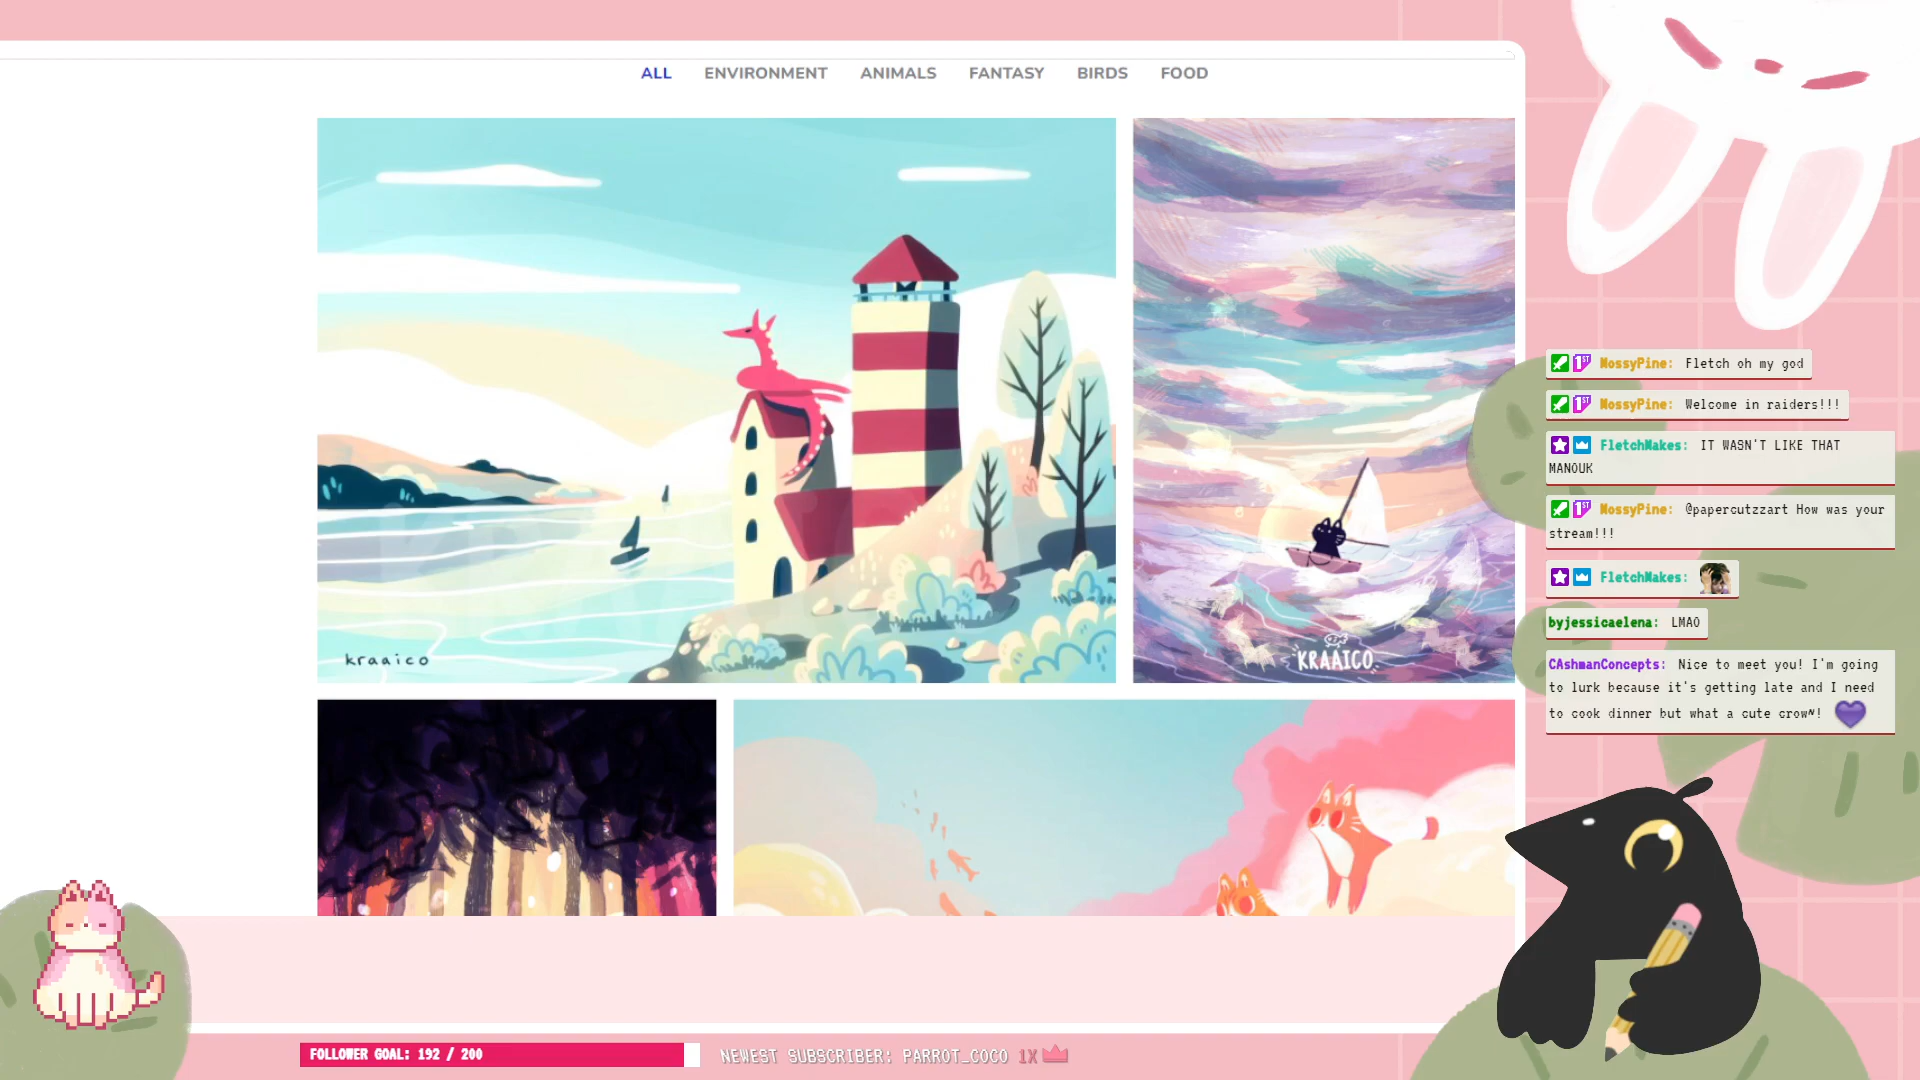 ALL ENVIRONMENT ANIMALS FANTASY BIRDS FOOD
kraaico
KRAAICO
NossyPine: Fletch oh my god
NossyPine: Welcome in raiders!!!
FletchMakes: IT WASN'T LIKE THAT
MANOUK
NossyPine: @papercutzzart How was your
stream!!!
FletchMakes:
byjessicaelena: LMAO
CAshmanConcepts: Nice to meet you! I'm going
to lurk because it's getting late and I need
to cook dinner but what a cute crow~!
FOLLOWER GOAL: 192 / 200
NEWEST SUBSCRIBER: PARROT_COCO 1X